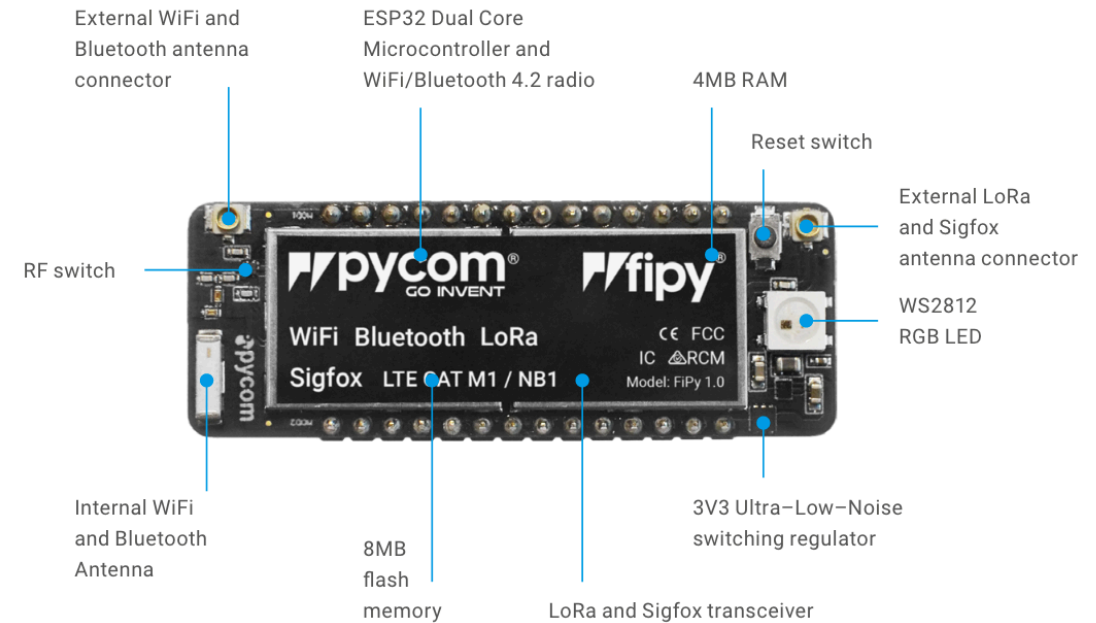 External WiFi and
Bluetooth antenna
connector
ESP32 Dual Core
Microcontroller and
WiFi/Bluetooth 4.2 radio
4MB RAM
Reset switch
External LoRa
and Sigfox
antenna connector
RF switch
WS2812
RGB LED
MOD1
pycom®
GO INVENT
fipy®
WiFi Bluetooth LoRa
Sigfox LTE CAT M1 / NB1
CE FCC
IC RCM
Model: FiPy 1.0
pycom
MOD2
Internal WiFi
and Bluetooth
Antenna
8MB
flash
memory
LoRa and Sigfox transceiver
3V3 Ultra–Low–Noise
switching regulator